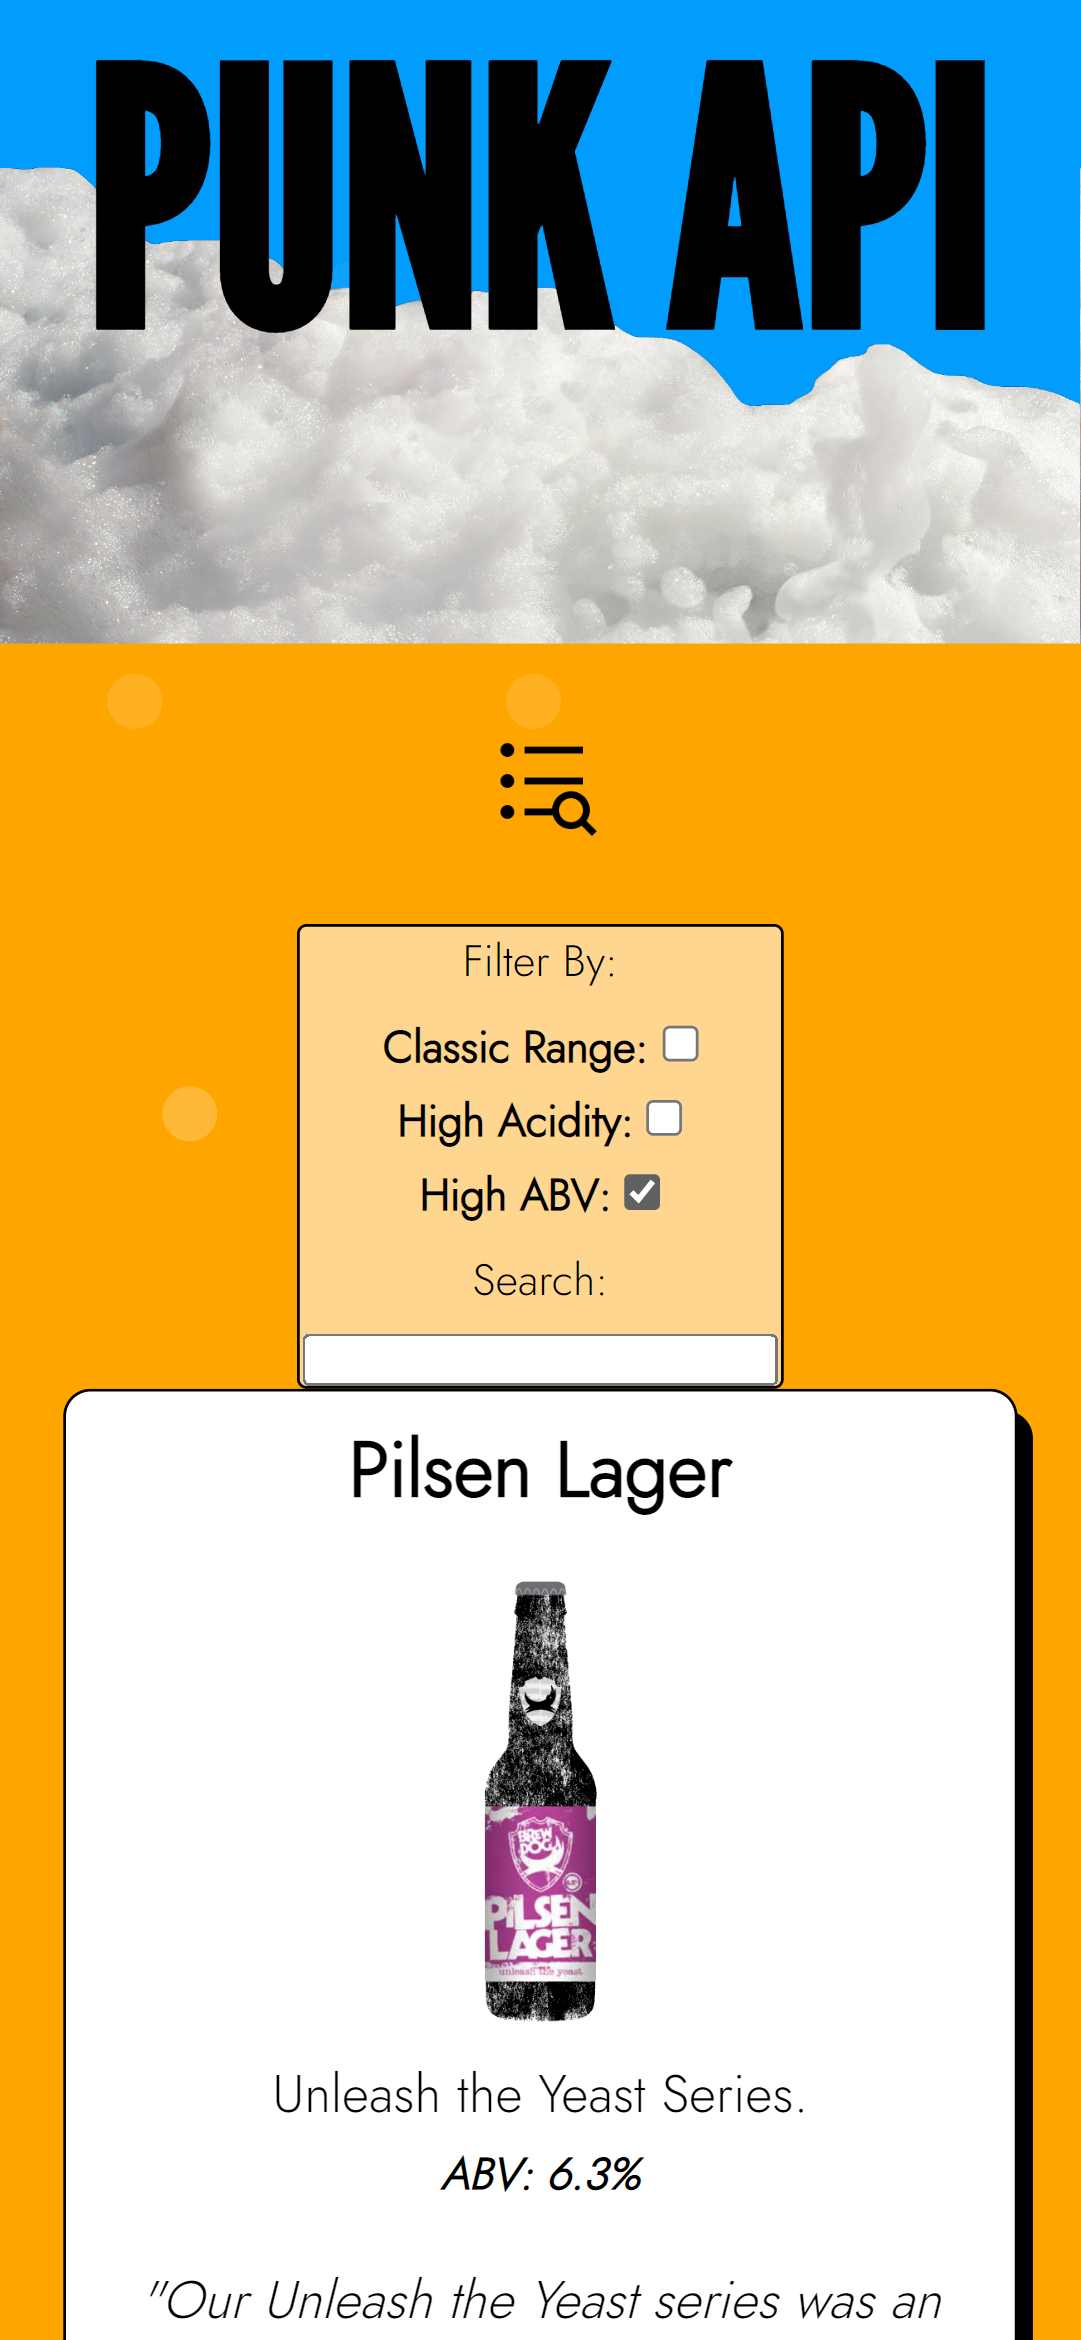 PUNK API
Filter By:
Classic Range:
High Acidity:
High ABV:
Search:
Pilsen Lager
BREW
DOG
PILSEN
LAGER
unleash the yeast
Unleash the Yeast Series.
ABV: 6.3%
"Our Unleash the Yeast series was an